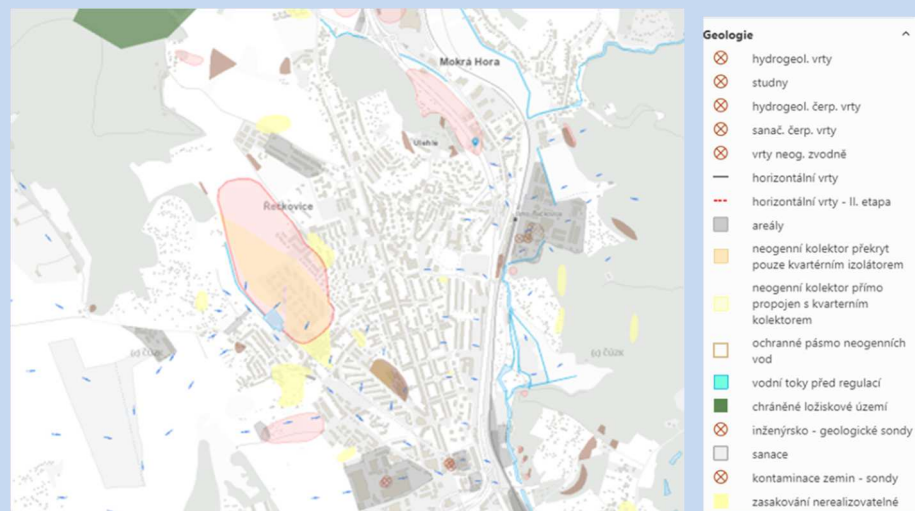 Mokrá Hora
Úlehle
Řečkovice
(c) ČÚZK
(c) ČÚZK
Geologie
hydrogeol. vrty
studny
hydrogeol. čerp. vrty
sanač. čerp. vrty
vrty neog. zvodně
horizontální vrty
horizontální vrty - II. etapa
areály
neogenní kolektor překryt
pouze kvartérním izolátorem
neogenní kolektor přímo
propojen s kvarterním
kolektorem
ochranné pásmo neogenních
vod
vodní toky před regulací
chráněné ložiskové území
inženýrsko - geologické sondy
sanace
kontaminace zemin - sondy
zasakování nerealizovatelné